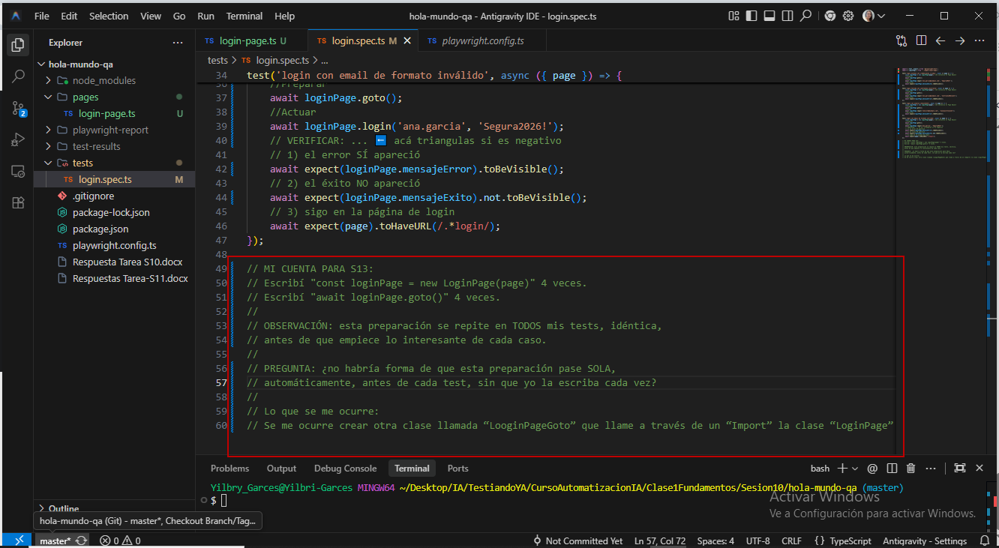 File Edit Selection View Go Run Terminal Help hola-mundo-qa - Antigravity IDE - login.spec.ts
Explorer ...
TS login-page.ts U TS login.spec.ts M TS playwright.config.ts
hola-mundo-qa
tests > TS login.spec.ts > ...
node_modules
pages
TS login-page.ts U
playwright-report
test-results
tests
TS login.spec.ts M
.gitignore
package-lock.json
package.json
TS playwright.config.ts
Respuesta Tarea S10.docx
Respuestas Tarea-S11.docx
Outline
2
34 test('login con email de formato inválido', async ({ page }) => {
36 //Preparar
37 await loginPage.goto();
38 //Actuar
39 await loginPage.login('ana.garcia', 'Segura2026!');
40 // VERIFICAR: ... ⬅ acá triangulas si es negativo
41 // 1) el error SÍ apareció
42 await expect(loginPage.mensajeError).toBeVisible();
43 // 2) el éxito NO apareció
44 await expect(loginPage.mensajeExito).not.toBeVisible();
45 // 3) sigo en la página de login
46 await expect(page).toHaveURL(/.*login/);
47 });
48
49 // MI CUENTA PARA S13:
50 // Escribí "const loginPage = new LoginPage(page)" 4 veces.
51 // Escribí "await loginPage.goto()" 4 veces.
52 //
53 // OBSERVACIÓN: esta preparación se repite en TODOS mis tests, idéntica,
54 // antes de que empiece lo interesante de cada caso.
55 //
56 // PREGUNTA: ¿no habría forma de que esta preparación pase SOLA,
57 // automáticamente, antes de cada test, sin que yo la escriba cada vez?
58 //
59 // Lo que se me ocurre:
60 // Se me ocurre crear otra clase llamada “LooginPageGoto” que llame a través de un “Import” la clase “LoginPage”
Problems Output Debug Console Terminal Ports bash
Yilbry_Garces@Yilbri-Garces MINGW64 ~/Desktop/IA/TestiandoYA/CursoAutomatizacionIA/Clase1Fundamentos/Sesion10/hola-mundo-qa (master)
$
Activar Windows
Ve a Configuración para activar Windows.
hola-mundo-qa (Git) - master*, Checkout Branch/Tag...
master* 0 0 Not Committed Yet Ln 57, Col 72 Spaces: 4 UTF-8 CRLF {} TypeScript Antigravity - Settings